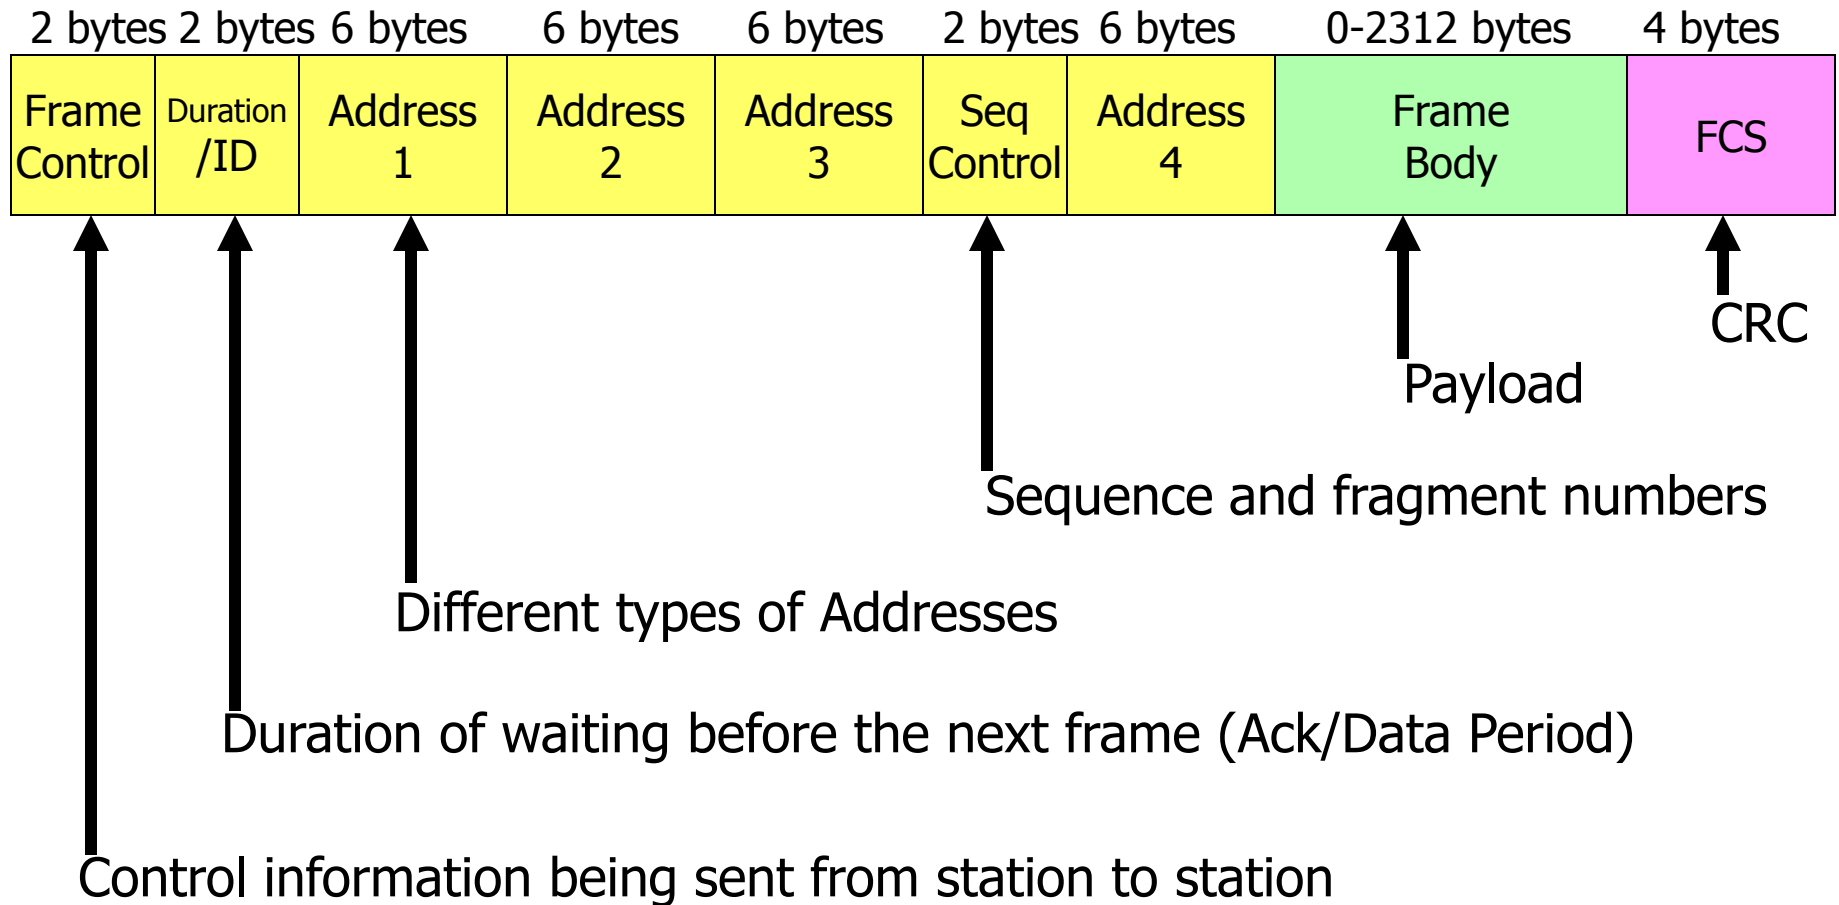 2 bytes 2 bytes 6 bytes 6 bytes 6 bytes 2 bytes 6 bytes 0-2312 bytes 4 bytes
Frame Control
Duration /ID
Address 1
Address 2
Address 3
Seq Control
Address 4
Frame Body
FCS
CRC
Payload
Sequence and fragment numbers
Different types of Addresses
Duration of waiting before the next frame (Ack/Data Period)
Control information being sent from station to station